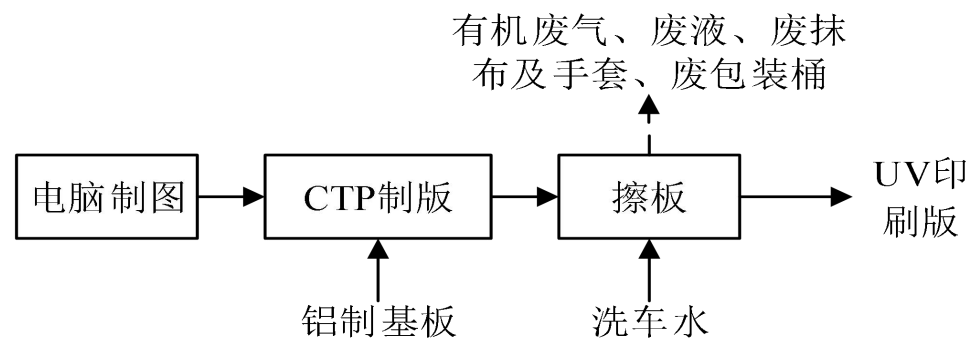 有机废气、废液、废抹
布及手套、废包装桶
电脑制图
CTP制版
擦板
UV印
刷版
铝制基板
洗车水